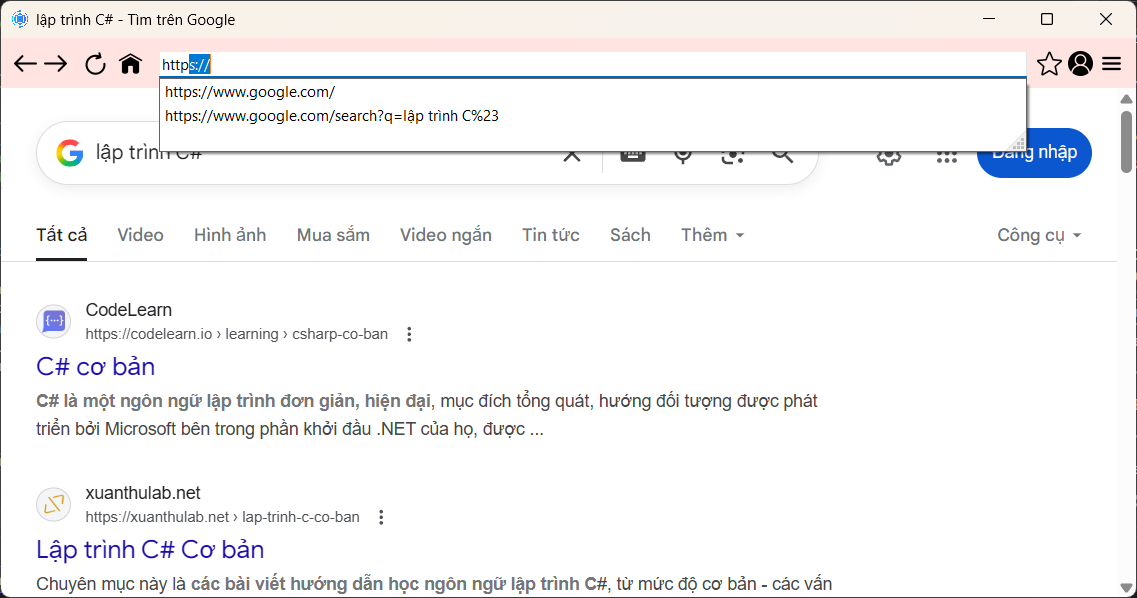 lập trình C# - Tìm trên Google
https://
https://www.google.com/
https://www.google.com/search?q=lập trình C%23
lập trình C#
Đăng nhập
Tất cả Video Hình ảnh Mua sắm Video ngắn Tin tức Sách Thêm Công cụ
CodeLearn
https://codelearn.io › learning › csharp-co-ban
C# cơ bản
C# là một ngôn ngữ lập trình đơn giản, hiện đại, mục đích tổng quát, hướng đối tượng được phát
triển bởi Microsoft bên trong phần khởi đầu .NET của họ, được ...
xuanthulab.net
https://xuanthulab.net › lap-trinh-c-co-ban
Lập trình C# Cơ bản
Chuyên mục này là các bài viết hướng dẫn học ngôn ngữ lập trình C#, từ mức độ cơ bản - các vấn